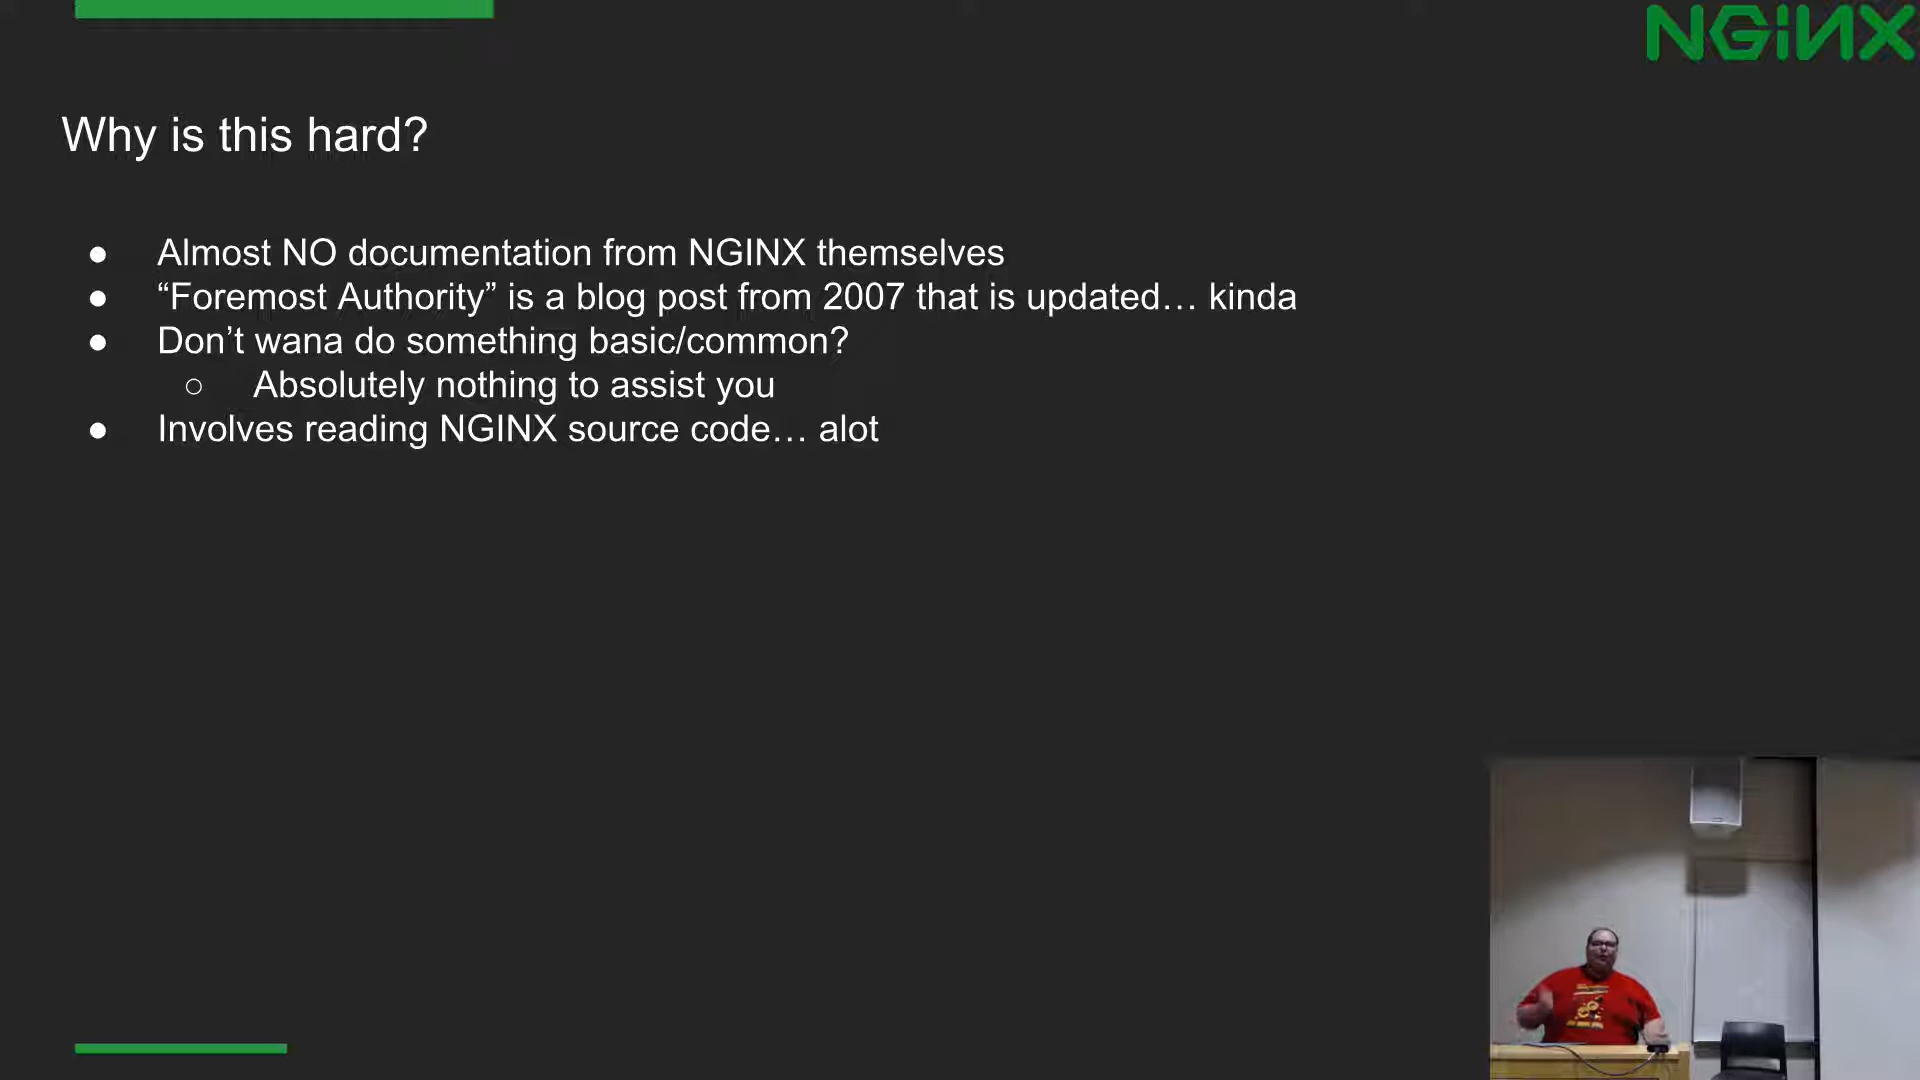 NGINX
Why is this hard?
● Almost NO documentation from NGINX themselves
● “Foremost Authority” is a blog post from 2007 that is updated… kinda
● Don’t wana do something basic/common?
○ Absolutely nothing to assist you
● Involves reading NGINX source code… alot